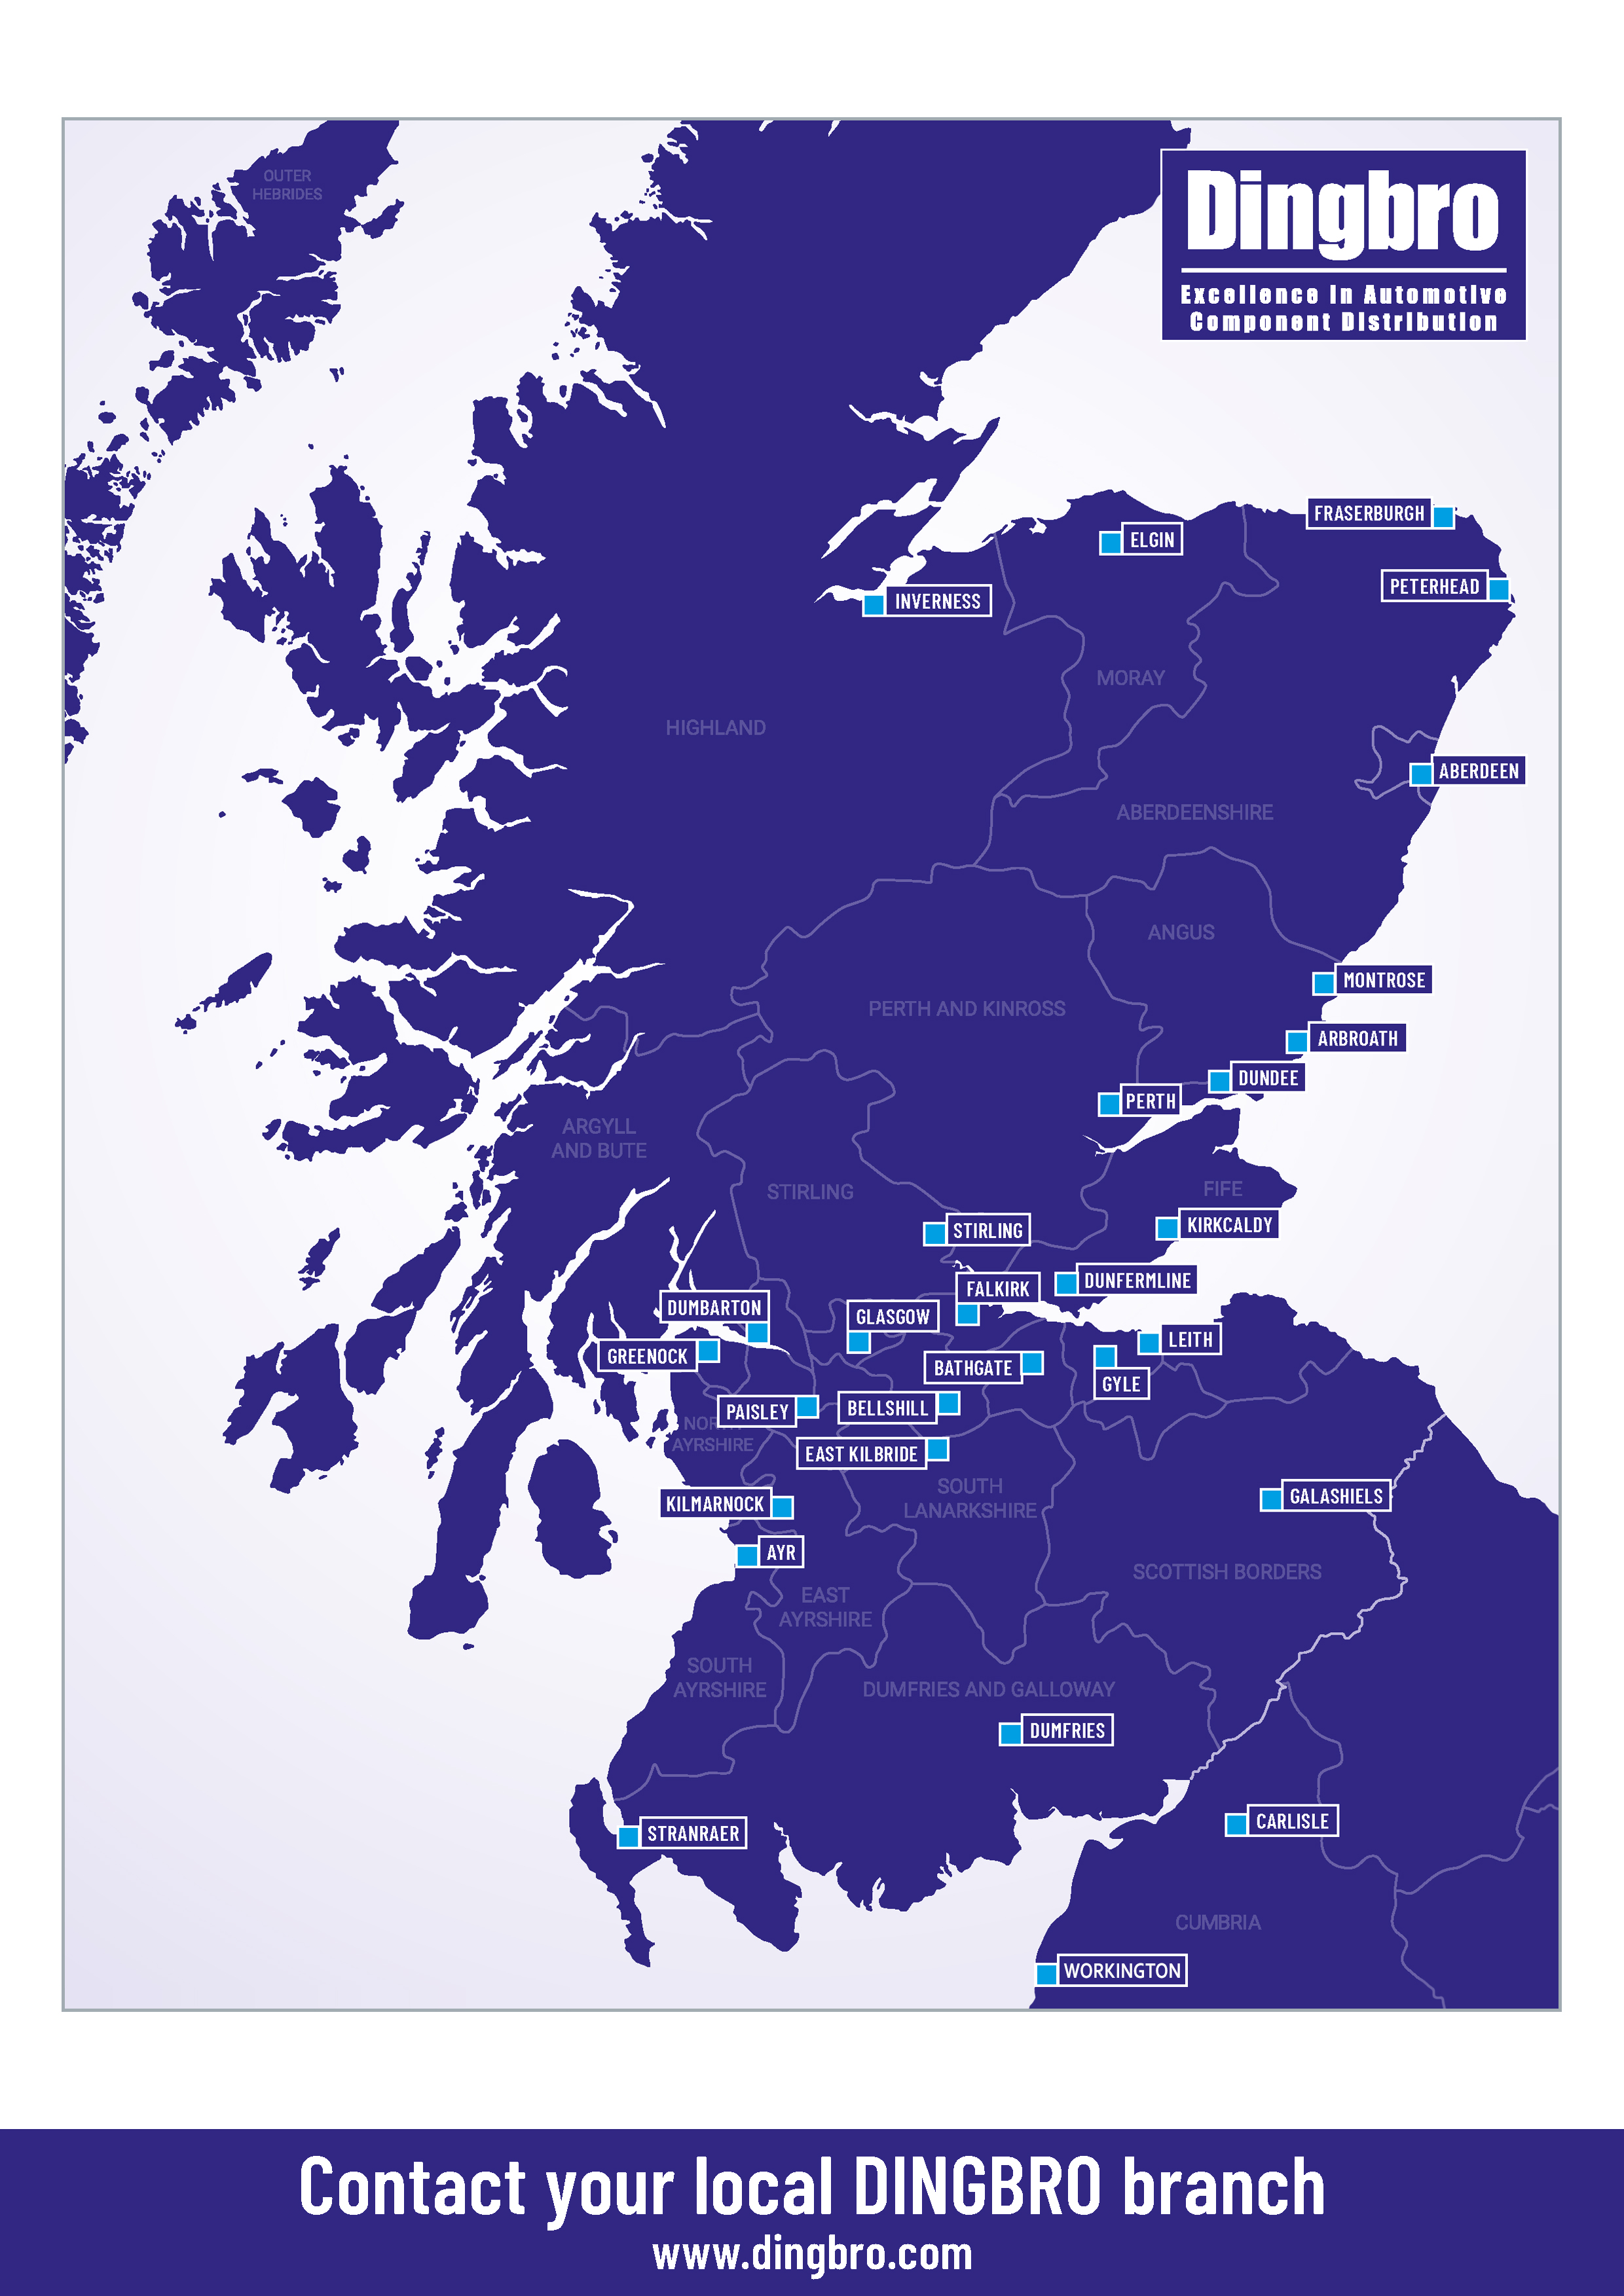 OUTER
HEBRIDES
Dingbro
Excellence in Automotive
Component Distribution
FRASERBURGH
ELGIN
PETERHEAD
INVERNESS
MORAY
HIGHLAND
ABERDEEN
ABERDEENSHIRE
ANGUS
MONTROSE
PERTH AND KINROSS
ARBROATH
DUNDEE
PERTH
ARGYLL
AND BUTE
STIRLING
FIFE
KIRKCALDY
STIRLING
DUNFERMLINE
FALKIRK
DUMBARTON
GLASGOW
LEITH
GREENOCK
BATHGATE
GYLE
PAISLEY
BELLSHILL
AYRSHIRE
EAST KILBRIDE
SOUTH
LANARKSHIRE
GALASHIELS
KILMARNOCK
AYR
SCOTTISH BORDERS
EAST
AYRSHIRE
SOUTH
AYRSHIRE
DUMFRIES AND GALLOWAY
DUMFRIES
CARLISLE
STRANRAER
CUMBRIA
WORKINGTON
Contact your local DINGBRO branch
www.dingbro.com